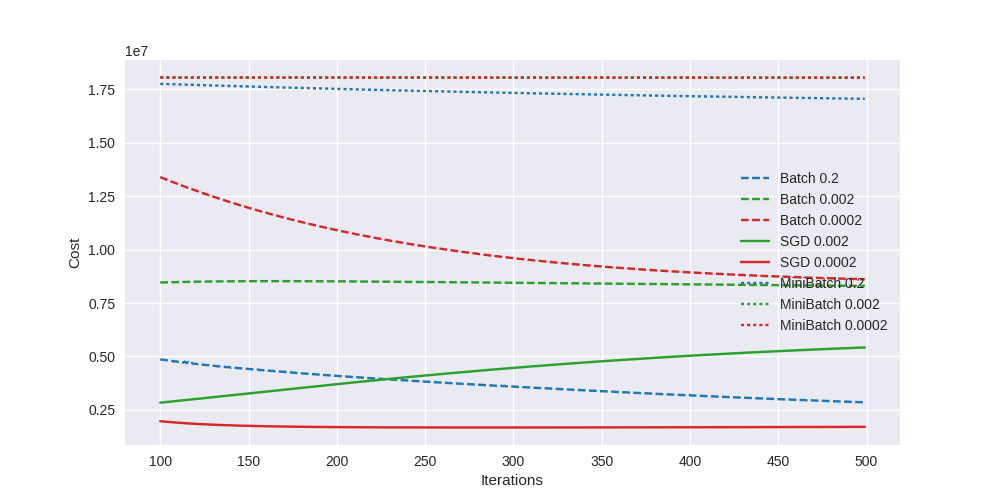 1e7
1.75
1.50
1.25
1.00
0.75
0.50
0.25
Cost
Batch 0.2
Batch 0.002
Batch 0.0002
SGD 0.002
SGD 0.0002
MiniBatch 0.2
MiniBatch 0.002
MiniBatch 0.0002
100 150 200 250 300 350 400 450 500
Iterations